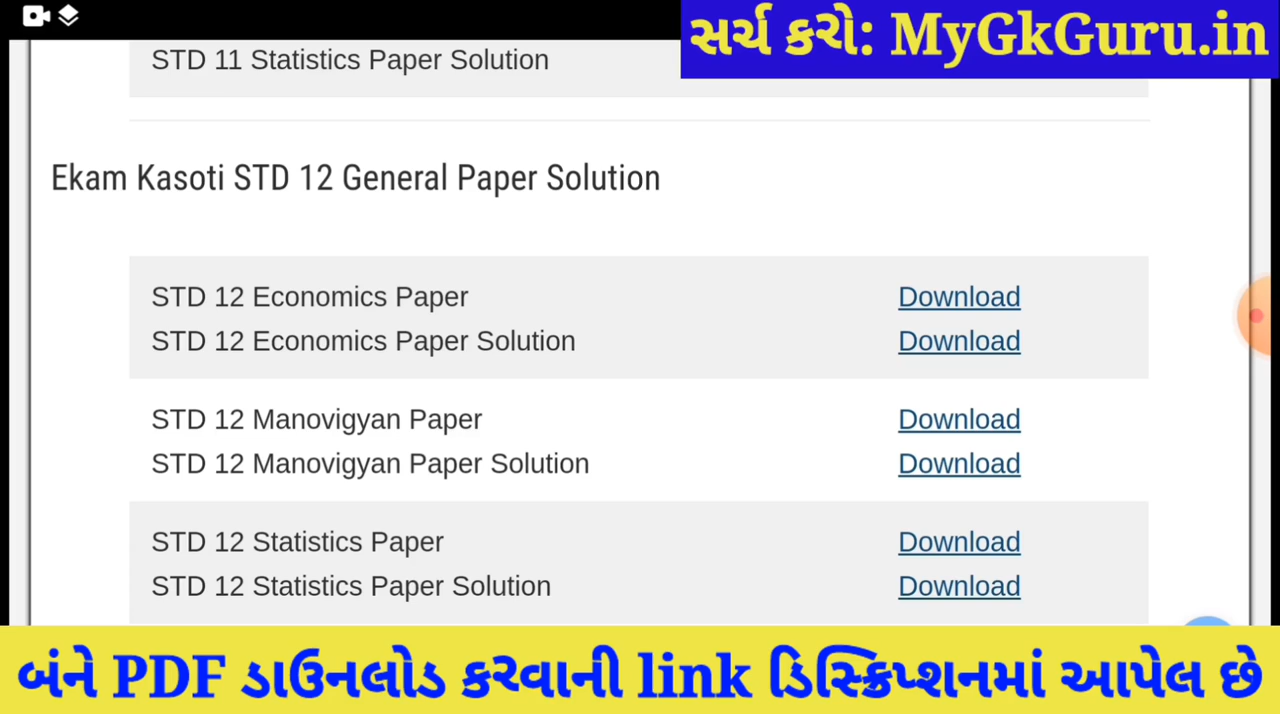 સર્ચ કરો: MyGkGuru.in
STD 11 Statistics Paper Solution
Ekam Kasoti STD 12 General Paper Solution
STD 12 Economics Paper Download
STD 12 Economics Paper Solution Download
STD 12 Manovigyan Paper Download
STD 12 Manovigyan Paper Solution Download
STD 12 Statistics Paper Download
STD 12 Statistics Paper Solution Download
બંને PDF ડાઉનલોડ કરવાની link ડિસ્ક્રિપ્શનમાં આપેલ છે